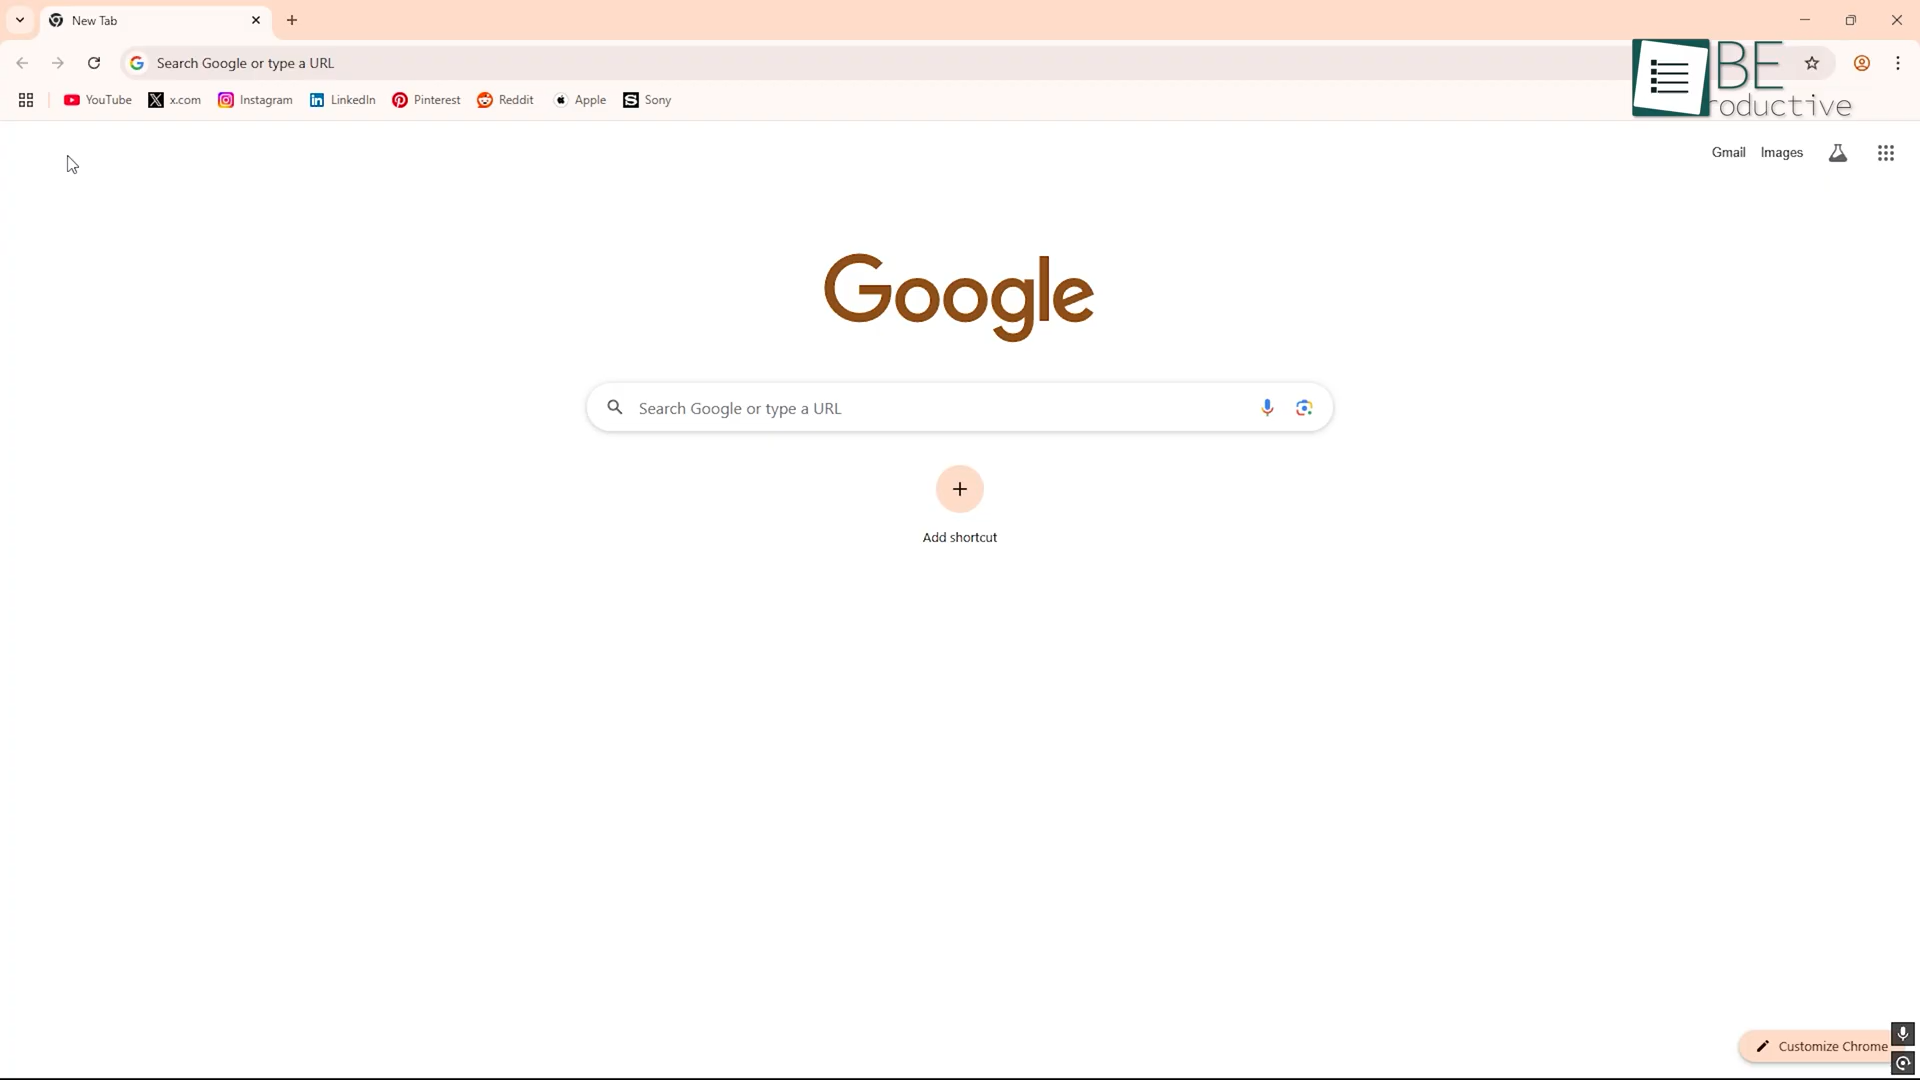 New Tab
Search Google or type a URL
YouTube
x.com
Instagram
LinkedIn
Pinterest
Reddit
Apple
Sony
BE
roductive
Gmail
Images
Google
Search Google or type a URL
Add shortcut
Customize Chrome